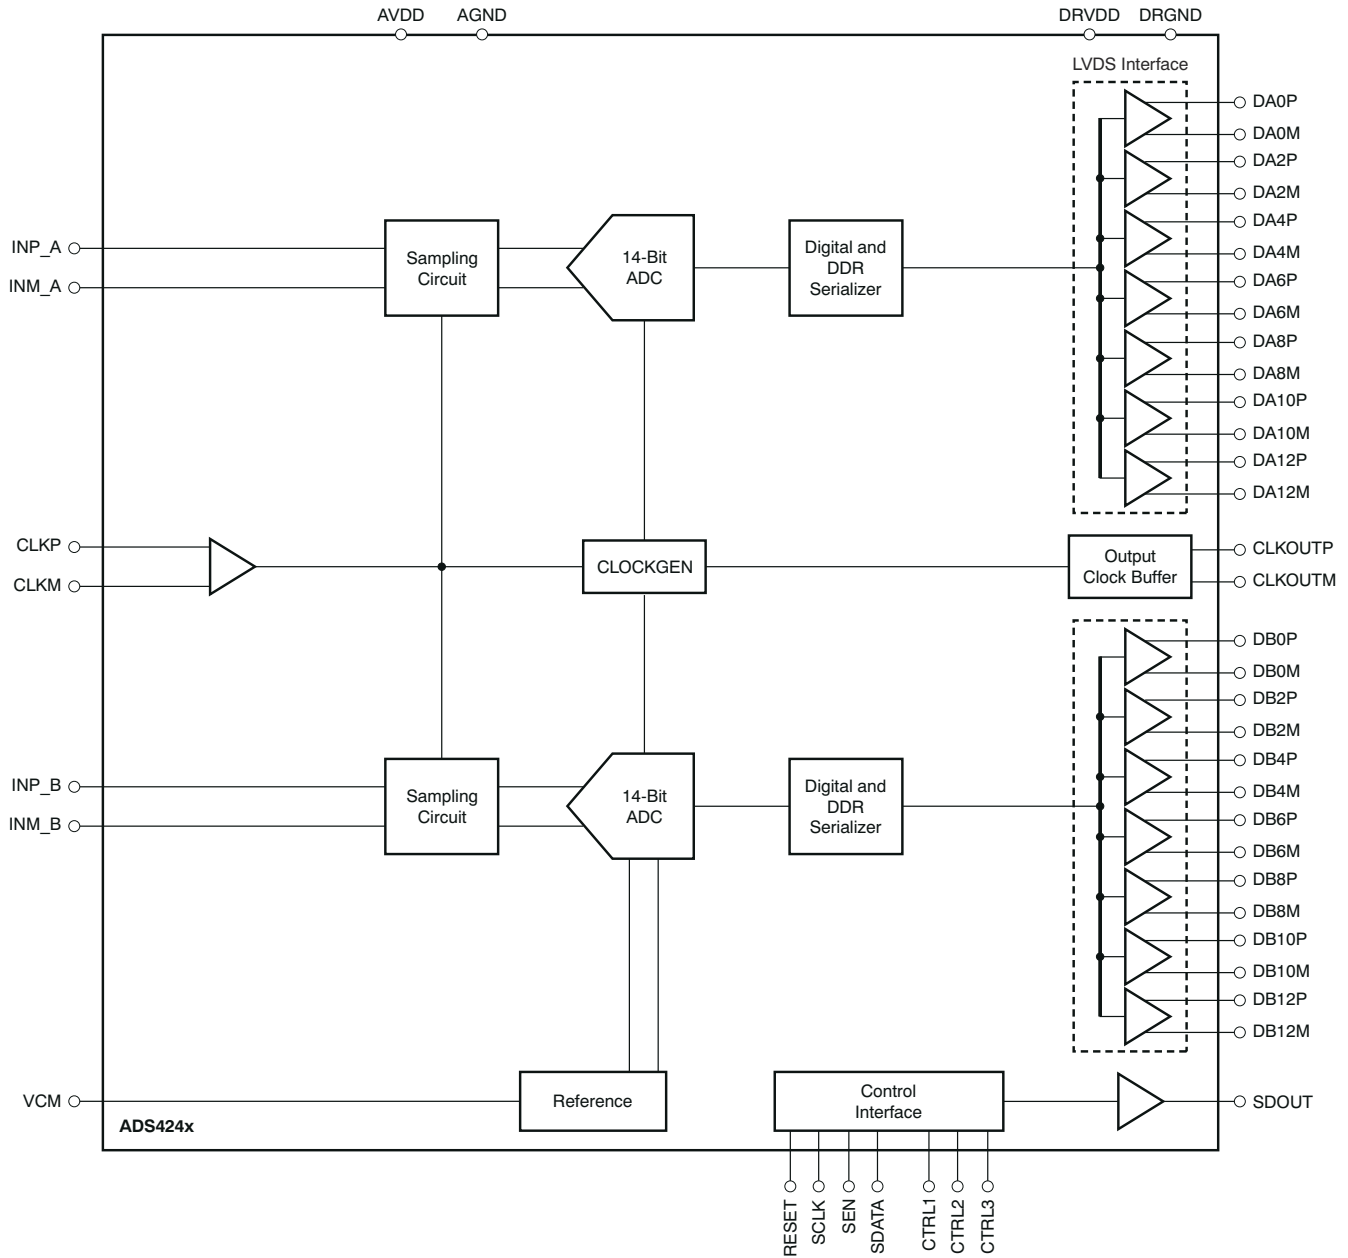 AVDD AGND DRVDD DRGND
LVDS Interface
DA0P
DA0M
DA2P
DA2M
DA4P
DA4M
DA6P
DA6M
DA8P
DA8M
DA10P
DA10M
DA12P
DA12M
INP_A
INM_A
Sampling
Circuit
14-Bit
ADC
Digital and
DDR
Serializer
CLKP
CLKM
CLOCKGEN
Output
Clock Buffer
CLKOUTP
CLKOUTM
DB0P
DB0M
DB2P
DB2M
DB4P
DB4M
DB6P
DB6M
DB8P
DB8M
DB10P
DB10M
DB12P
DB12M
INP_B
INM_B
Sampling
Circuit
14-Bit
ADC
Digital and
DDR
Serializer
VCM
Reference
Control
Interface
SDOUT
ADS424x
RESET
SCLK
SEN
SDATA
CTRL1
CTRL2
CTRL3